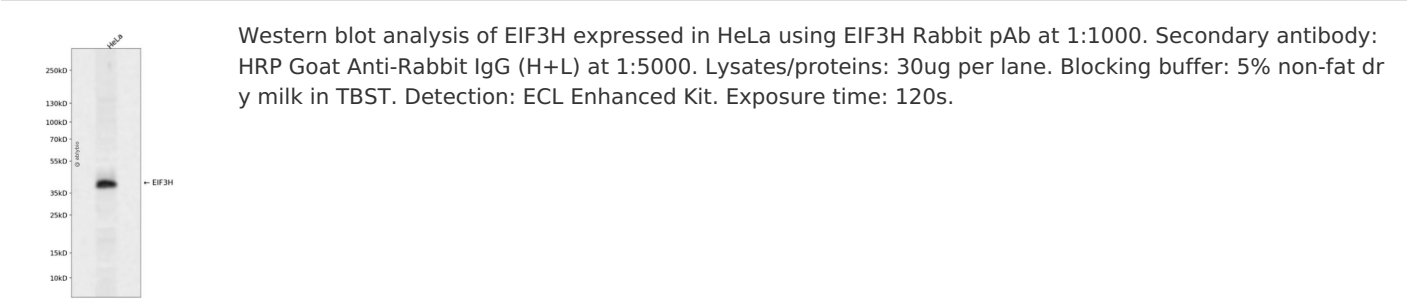 HeLa
Western blot analysis of EIF3H expressed in HeLa using EIF3H Rabbit pAb at 1:1000. Secondary antibody:
HRP Goat Anti-Rabbit IgG (H+L) at 1:5000. Lysates/proteins: 30ug per lane. Blocking buffer: 5% non-fat dr
y milk in TBST. Detection: ECL Enhanced Kit. Exposure time: 120s.
250kD
130kD
100kD
70kD
55kD
← EIF3H
35kD
25kD
15kD
10kD